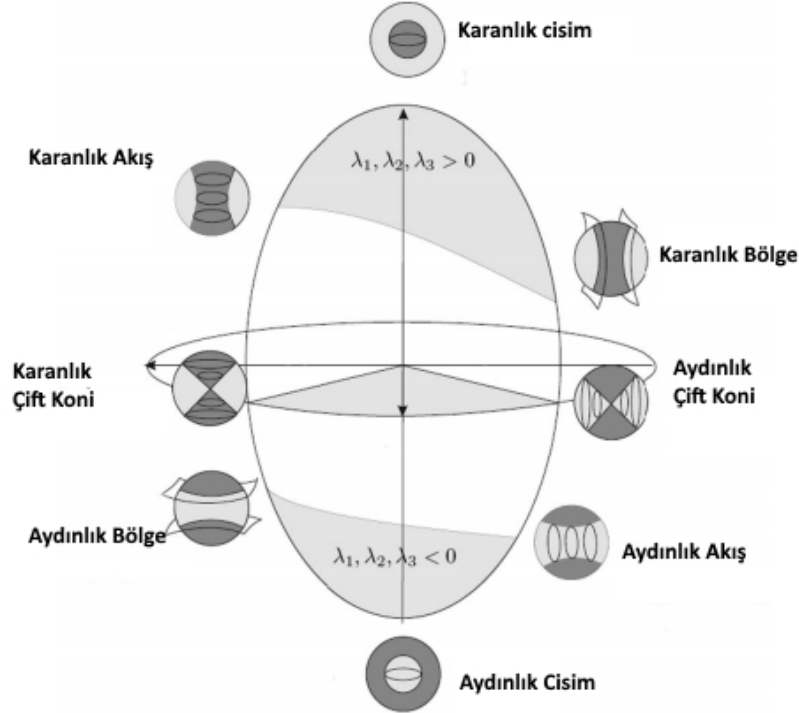 Karanlık cisim
λ₁, λ₂, λ₃ > 0
Karanlık Akış
Karanlık Bölge
Karanlık
Çift Koni
Aydınlık
Çift Koni
Aydınlık Bölge
λ₁, λ₂, λ₃ < 0
Aydınlık Akış
Aydınlık Cisim